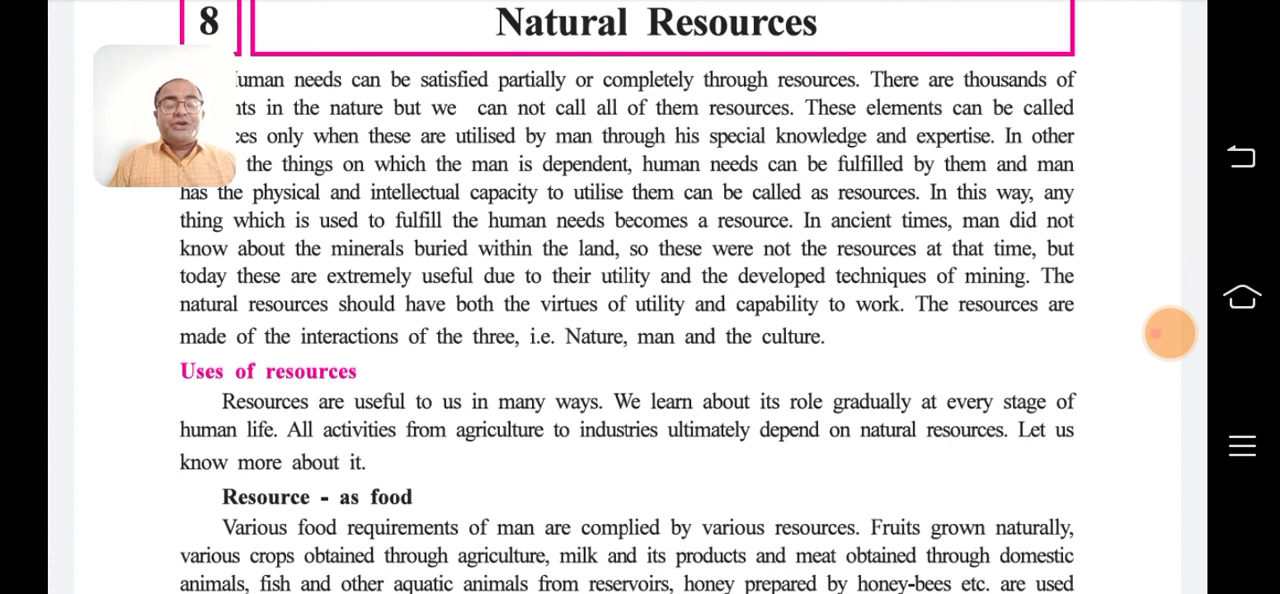 8 Natural Resources
uman needs can be satisfied partially or completely through resources. There are thousands of
in the nature but we can not call all of them resources. These elements can be called
only when these are utilised by man through his special knowledge and expertise. In other
the things on which the man is dependent, human needs can be fulfilled by them and man
has the physical and intellectual capacity to utilise them can be called as resources. In this way, any
thing which is used to fulfill the human needs becomes a resource. In ancient times, man did not
know about the minerals buried within the land, so these were not the resources at that time, but
today these are extremely useful due to their utility and the developed techniques of mining. The
natural resources should have both the virtues of utility and capability to work. The resources are
made of the interactions of the three, i.e. Nature, man and the culture.
Uses of resources
Resources are useful to us in many ways. We learn about its role gradually at every stage of
human life. All activities from agriculture to industries ultimately depend on natural resources. Let us
know more about it.
Resource - as food
Various food requirements of man are complied by various resources. Fruits grown naturally,
various crops obtained through agriculture, milk and its products and meat obtained through domestic
animals, fish and other aquatic animals from reservoirs, honey prepared by honey-bees etc. are used